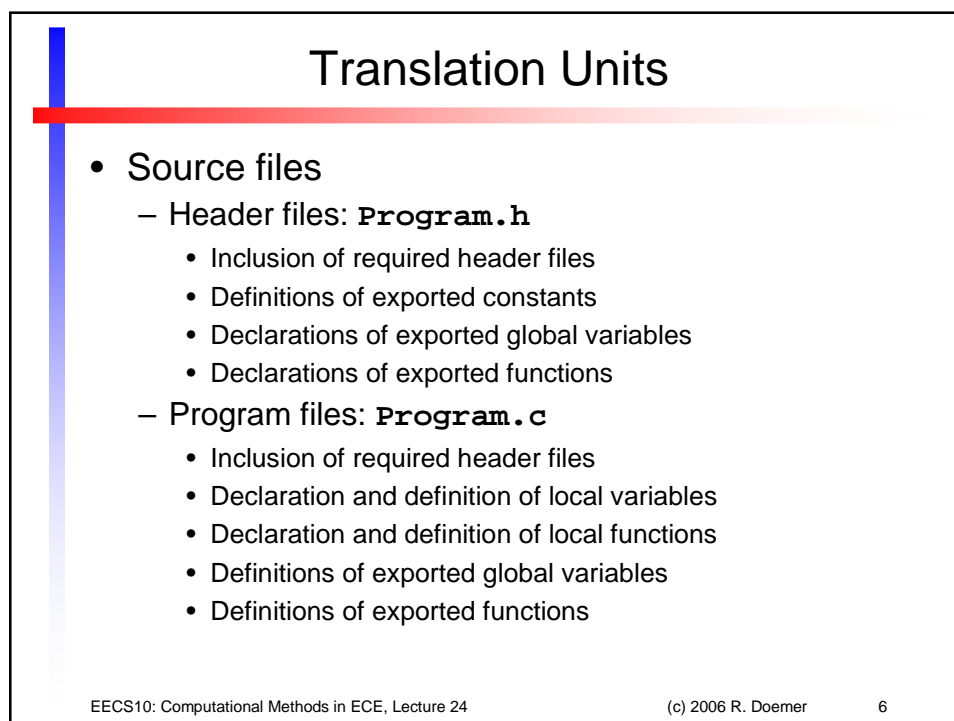 Translation Units
• Source files
– Header files: Program.h
• Inclusion of required header files
• Definitions of exported constants
• Declarations of exported global variables
• Declarations of exported functions
– Program files: Program.c
• Inclusion of required header files
• Declaration and definition of local variables
• Declaration and definition of local functions
• Definitions of exported global variables
• Definitions of exported functions
EECS10: Computational Methods in ECE, Lecture 24 (c) 2006 R. Doemer 6